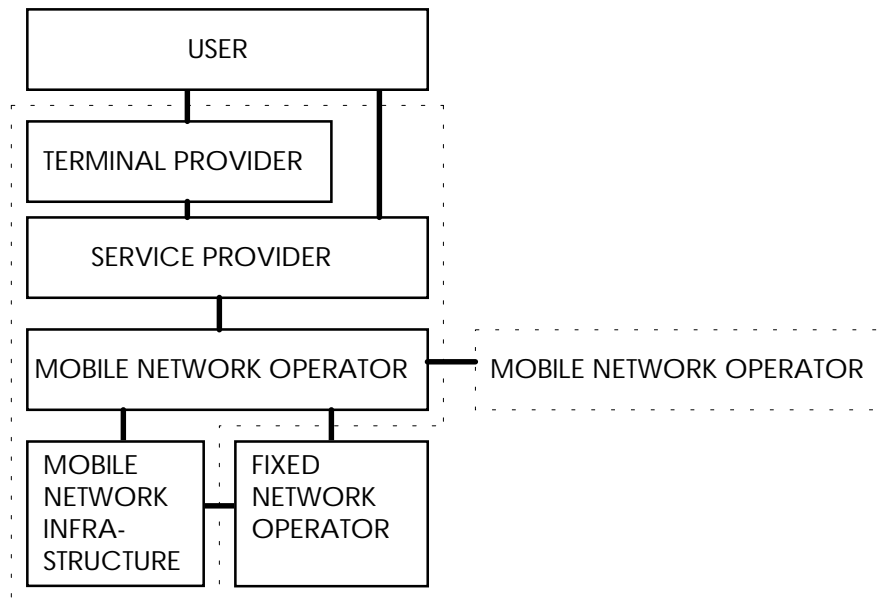 USER
TERMINAL PROVIDER
SERVICE PROVIDER
MOBILE NETWORK OPERATOR
MOBILE NETWORK OPERATOR
MOBILE
NETWORK
INFRA-
STRUCTURE
FIXED
NETWORK
OPERATOR